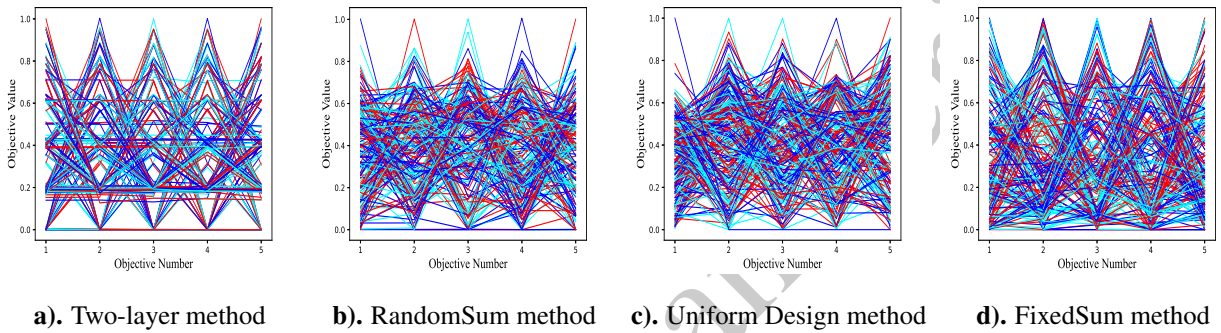 1.0 0.8 0.6 0.4 0.2 0.0
Objective Value
1 2 3 4 5
Objective Number
a). Two-layer method
1.0 0.8 0.6 0.4 0.2 0.0
Objective Value
1 2 3 4 5
Objective Number
b). RandomSum method
1.0 0.8 0.6 0.4 0.2 0.0
Objective Value
1 2 3 4 5
Objective Number
c). Uniform Design method
1.0 0.8 0.6 0.4 0.2 0.0
Objective Value
1 2 3 4 5
Objective Number
d). FixedSum method